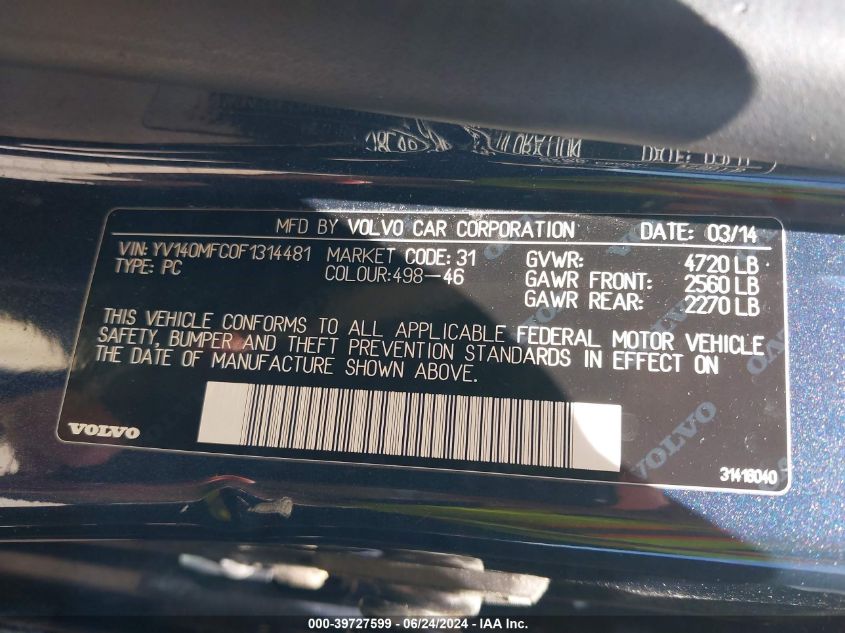 MFD BY VOLVO CAR CORPORATION DATE: 03/14
VIN: YV140MFC0F1314481 MARKET CODE: 31 GVWR: 4720 LB
TYPE: PC COLOUR: 498-46 GAWR FRONT: 2560 LB
GAWR REAR: 2270 LB
THIS VEHICLE CONFORMS TO ALL APPLICABLE FEDERAL MOTOR VEHICLE
SAFETY, BUMPER AND THEFT PREVENTION STANDARDS IN EFFECT ON
THE DATE OF MANUFACTURE SHOWN ABOVE.
VOLVO
VOLVO
31416040
000-39727599 - 06/24/2024 - IAA Inc.